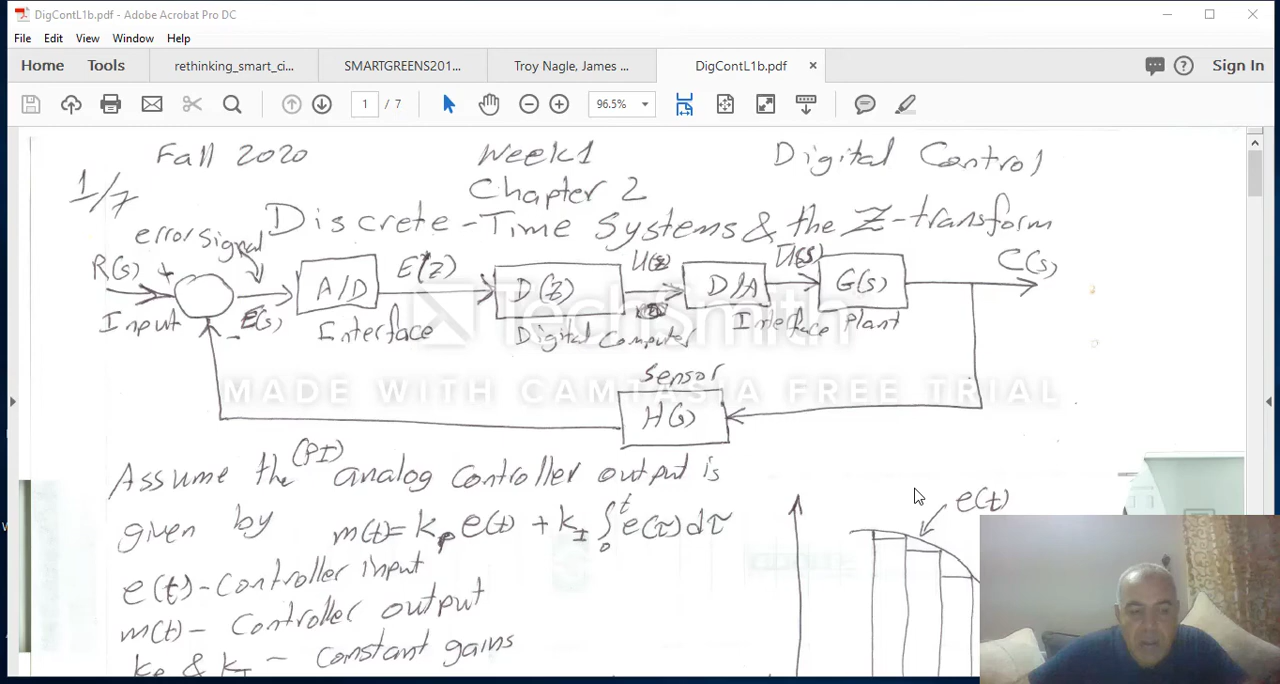 DigContL1b.pdf - Adobe Acrobat Pro DC
File Edit View Window Help
Home Tools rethinking_smart_ci... SMARTGREENS201... Troy Nagle, James ... DigContL1b.pdf × Sign In
1 / 7 96.5%
Fall 2020 Week1 Digital Control
1/7
Chapter 2
Discrete-Time Systems & the Z-transform
error signal
R(s) + A/D E*(z) D(z) U(z) D/A U(s) G(s) C(s)
Input - E(s) Enterface Digital Computer Interface Plant
TechSmith
MADE WITH CAMTASIA FREE TRIAL
Sensor
H(s)
Assume the (PI) analog controller output is
given by m(t)= kp e(t) + kI ∫₀ᵗ e(τ)dτ
e(t)
e(t)- Controller input
m(t)- Controller output
kp & kI - Constant gains